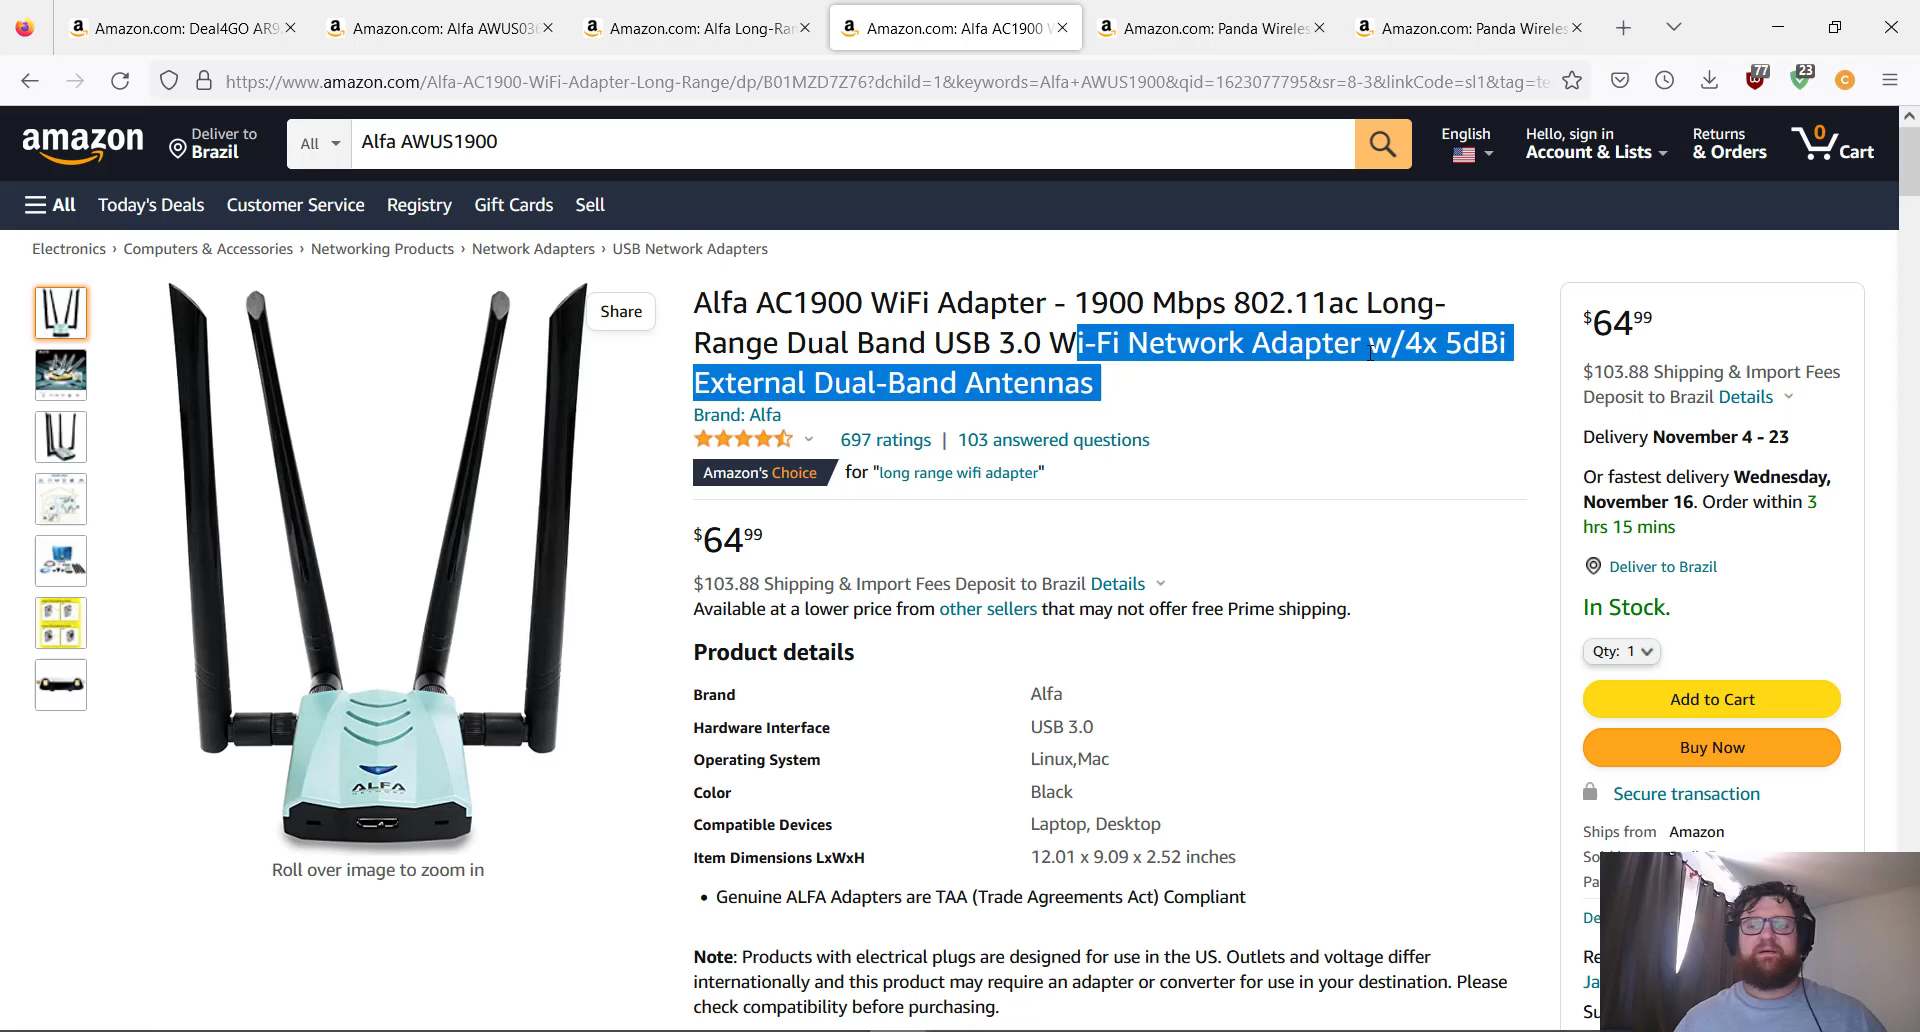 Amazon.com: Deal4GO AR9
Amazon.com: Alfa AWUS036
Amazon.com: Alfa Long-Ran
Amazon.com: Alfa AC1900 W
Amazon.com: Panda Wireles
Amazon.com: Panda Wireles
https://www.amazon.com/Alfa-AC1900-WiFi-Adapter-Long-Range/dp/B01MZD7Z76?dchild=1&keywords=Alfa+AWUS1900&qid=1623077795&sr=8-3&linkCode=sl1&tag=te
77
23
C
amazon
Deliver to
Brazil
All
Alfa AWUS1900
English
Hello, sign in
Account & Lists
Returns
& Orders
0
Cart
All
Today's Deals
Customer Service
Registry
Gift Cards
Sell
Electronics › Computers & Accessories › Networking Products › Network Adapters › USB Network Adapters
Share
ALFA
NETWORK
Roll over image to zoom in
Alfa AC1900 WiFi Adapter - 1900 Mbps 802.11ac Long-
Range Dual Band USB 3.0 Wi-Fi Network Adapter w/4x 5dBi
External Dual-Band Antennas
Brand: Alfa
697 ratings | 103 answered questions
Amazon's Choice for "long range wifi adapter"
$64 99
$103.88 Shipping & Import Fees Deposit to Brazil Details
Available at a lower price from other sellers that may not offer free Prime shipping.
Product details
Brand Alfa
Hardware Interface USB 3.0
Operating System Linux,Mac
Color Black
Compatible Devices Laptop, Desktop
Item Dimensions LxWxH 12.01 x 9.09 x 2.52 inches
• Genuine ALFA Adapters are TAA (Trade Agreements Act) Compliant
Note: Products with electrical plugs are designed for use in the US. Outlets and voltage differ
internationally and this product may require an adapter or converter for use in your destination. Please
check compatibility before purchasing.
$64 99
$103.88 Shipping & Import Fees
Deposit to Brazil Details
Delivery November 4 - 23
Or fastest delivery Wednesday,
November 16. Order within 3
hrs 15 mins
Deliver to Brazil
In Stock.
Qty: 1
Add to Cart
Buy Now
Secure transaction
Ships from Amazon
So
Pa
De
Re
Ja
Su